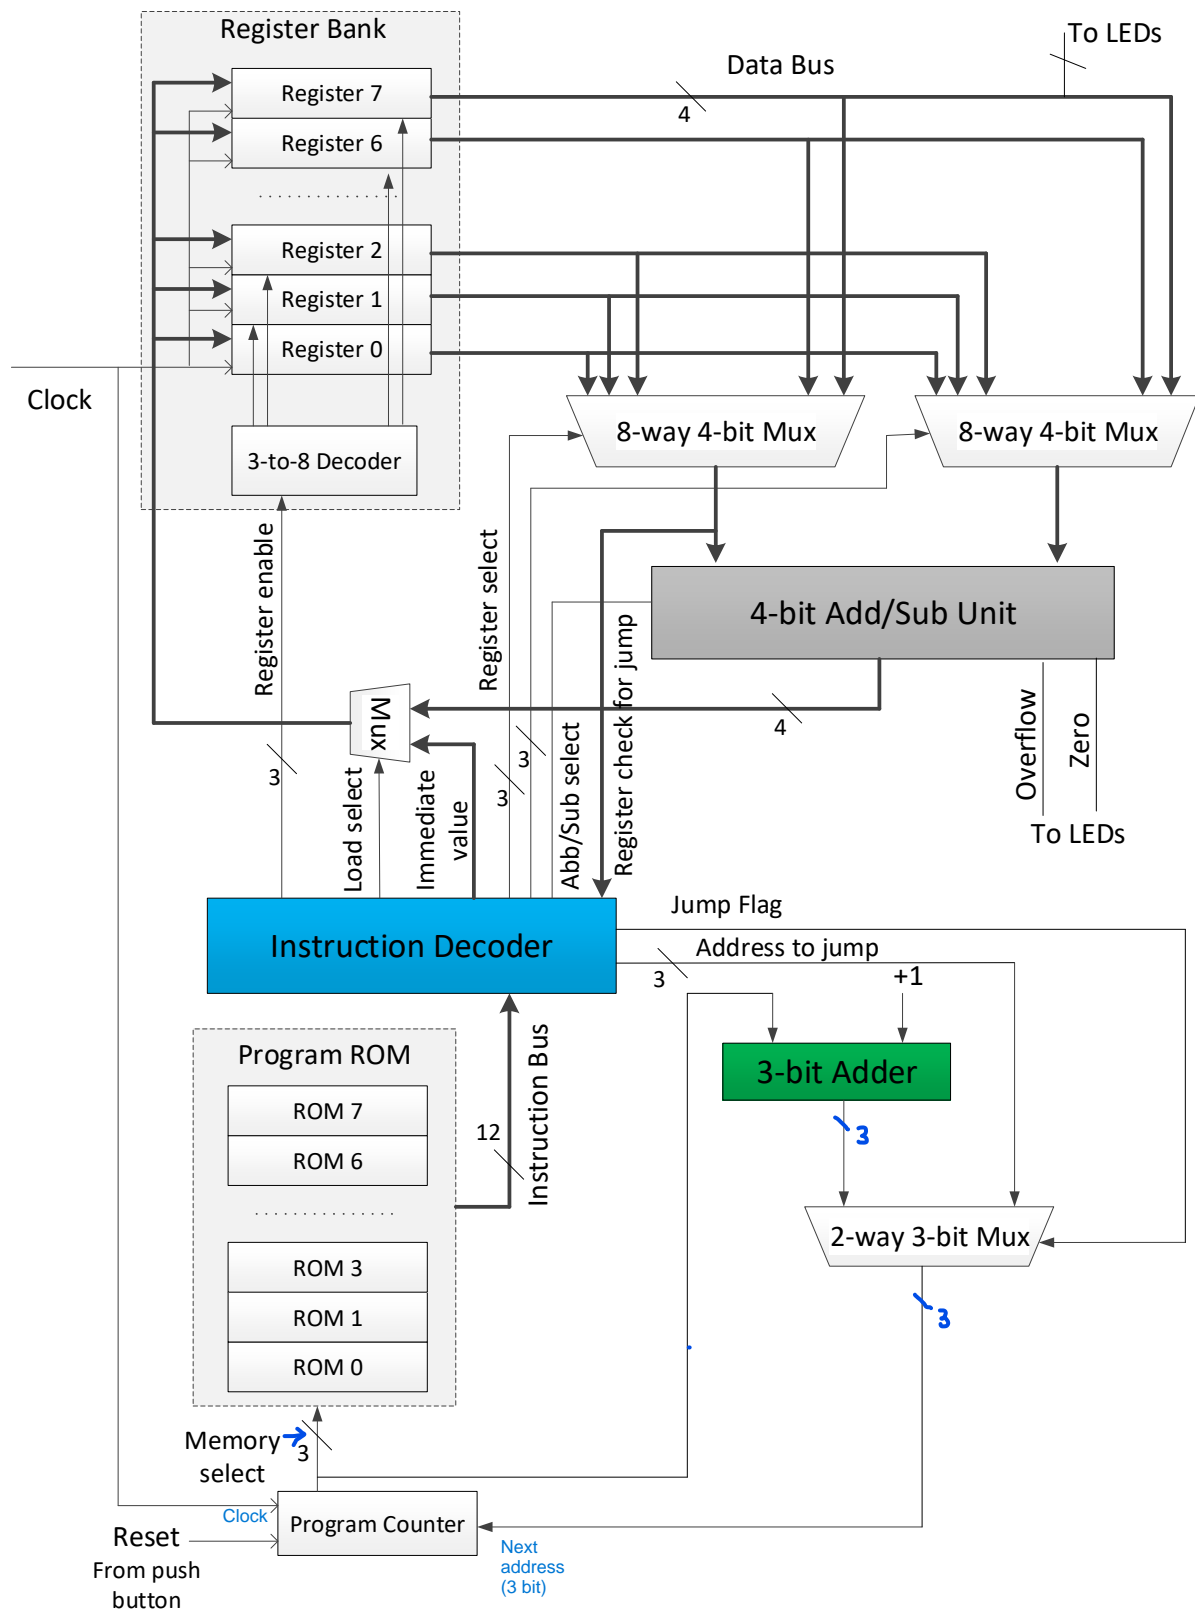 Register Bank
To LEDs
Data Bus
Register 7
4
Register 6
Register 2
Register 1
Register 0
Clock
8-way 4-bit Mux
8-way 4-bit Mux
3-to-8 Decoder
Register enable
Register select
4-bit Add/Sub Unit
Register check for jump
Mux
4
3
3
3
Overflow
Zero
Load select
Immediate
value
Abb/Sub select
To LEDs
Jump Flag
Instruction Decoder
Address to jump
3
+1
Program ROM
Instruction Bus
3-bit Adder
ROM 7
12
3
ROM 6
2-way 3-bit Mux
ROM 3
ROM 1
3
ROM 0
Memory
select
3
Clock
Program Counter
Reset
From push
button
Next
address
(3 bit)